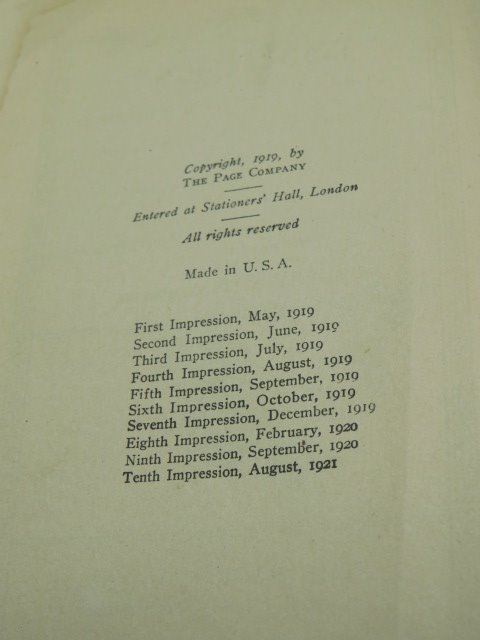 Copyright, 1919, by
THE PAGE COMPANY
Entered at Stationers' Hall, London
All rights reserved
Made in U. S. A.
First Impression, May, 1919
Second Impression, June, 1919
Third Impression, July, 1919
Fourth Impression, August, 1919
Fifth Impression, September, 1919
Sixth Impression, October, 1919
Seventh Impression, December, 1919
Eighth Impression, February, 1920
Ninth Impression, September, 1920
Tenth Impression, August, 1921